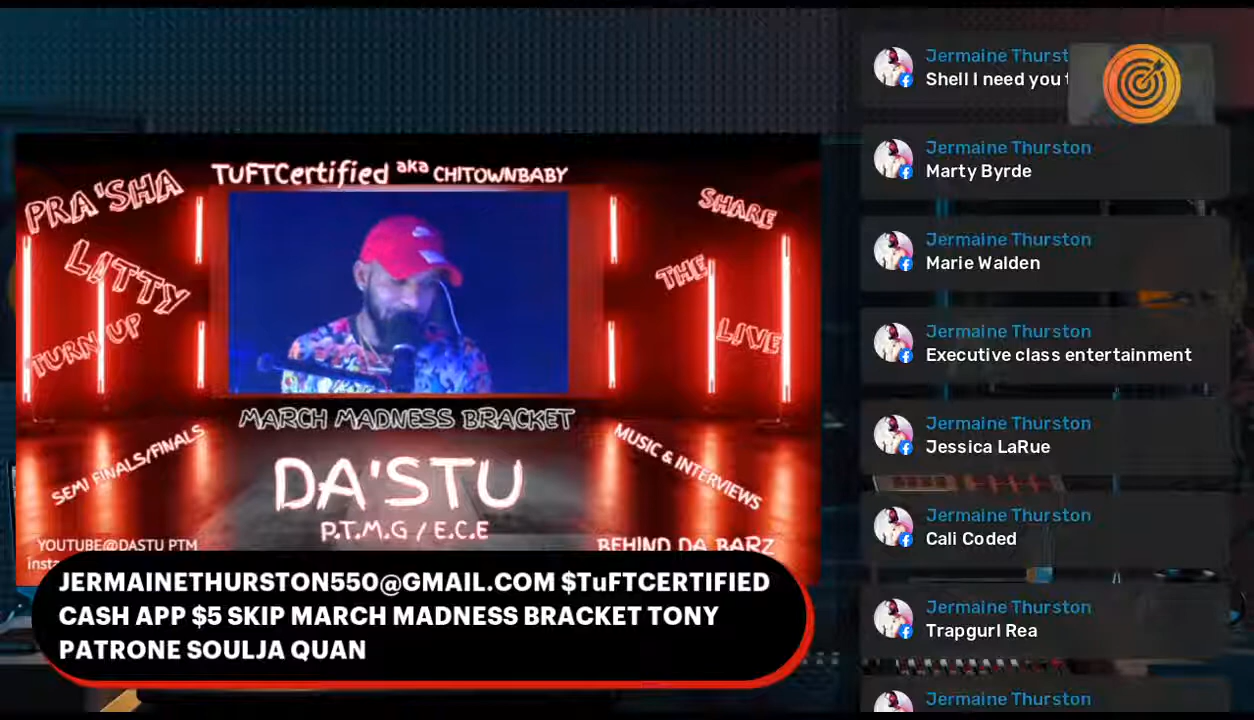 PRA'SHA
LITTY
TURN UP
TUFTCertified aka CHITOWNBABY
SHARE
THE
LIVE
MARCH MADNESS BRACKET
SEMI FINALS/FINALS
MUSIC & INTERVIEWS
DA'STU
P.T.M.G / E.C.E
YOUTUBE@DASTU PTM
BEHIND DA BARZ
JERMAINETHURSTON550@GMAIL.COM $TuFTCERTIFIED
CASH APP $5 SKIP MARCH MADNESS BRACKET TONY
PATRONE SOULJA QUAN
Jermaine
Shell I need you
Jermaine Thurston
Marty Byrde
Jermaine Thurston
Marie Walden
Jermaine Thurston
Executive class entertainment
Jermaine Thurston
Jessica LaRue
Jermaine Thurston
Cali Coded
Jermaine Thurston
Trapgurl Rea
Jermaine Thurston